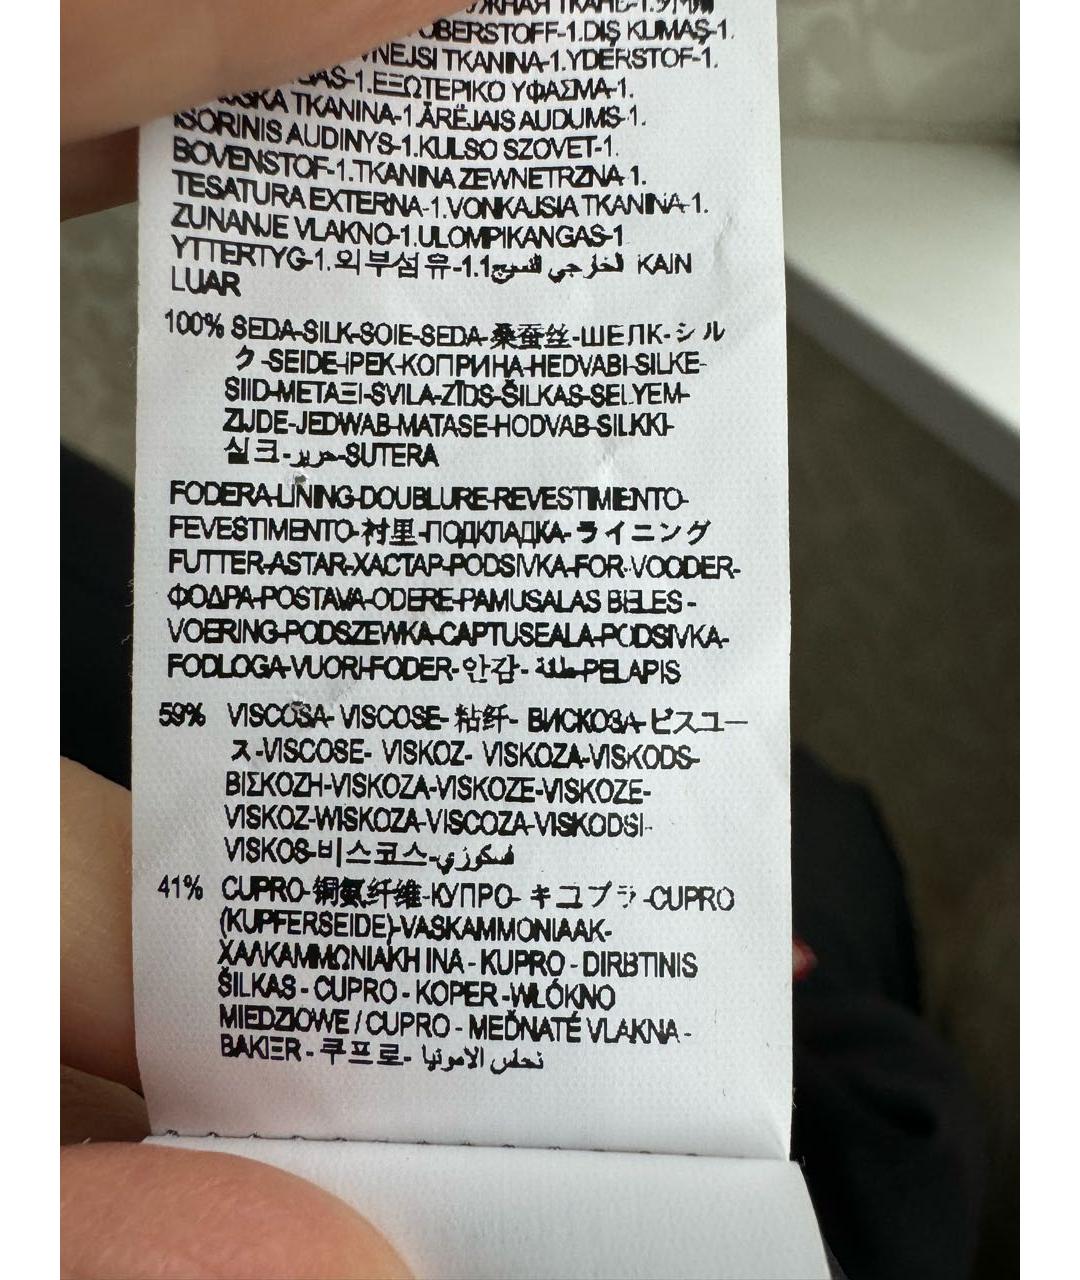 OBERSTOFF-1.DIŞ KUMAŞ-1.
TKANINA-1.YDERSTOF-1.
ΕΞΩΤΕΡΙΚΟ ΥΦΑΣΜΑ-1.
TKANINA-1.ĀRĒJAIS AUDUMS-1.
ISORINIS AUDINYS-1.KULSO SZOVET-1.
BOVENSTOF-1.TKANINA ZEWNETRZNA 1.
TESATURA EXTERNA-1.VONKAJSIA TKANINA-1.
ZUNANJE VLAKNO-1.ULOMPIKANGAS-1
YTTERTYG-1.외부섬유-1.1الخارجي KAIN
LUAR
100% SEDA-SILK-SOIE-SEDA-桑蚕丝-ШЕЛК-シル
ク-SEIDE-İPEK-КОПРИНА-HEDVABI-SILKE-
SIID-ΜΕΤΑΞΙ-SVILA-ZĪDS-ŠILKAS-SELYEM-
ZIJDE-JEDWAB-MATASE-HODVAB-SILKKI-
실크-حرير-SUTERA
FODERA-LINING-DOUBLURE-REVESTIMIENTO-
FEVESTIMENTO-衬里-ПОДКЛАДКА-ライニング
FUTTER-ASTAR-ХАСТАР-PODSIVKA-FOR-VOODER-
ΦΟΔΡΑ-POSTAVA-ODERE-PAMUSALAS BELES -
VOERING-PODSZEWKA-CAPTUSEALA-PODSIVKA-
FODLOGA-VUORI-FODER-안감-PELAPIS
59% VISCOSA- VISCOSE- 粘纤- ВИСКОЗА-ビスコー
ス-VISCOSE- VISKOZ- VISKOZA-VISKODS-
ΒΙΣΚΟΖΗ-VISKOZA-VISKOZE-VISKOZE-
VISKOZ-WISKOZA-VISCOZA-VISKODSI-
VISKOS-비스코스-فسكوزي
41% CUPRO-铜氨纤维-КУПРО- キュプラ-CUPRO
(KUPFERSEIDE)-VASKAMMONIAAK-
ΧΑΛΚΑΜΜΩΝΙΑΚΗ ΙΝΑ - KUPRO - DIRBTINIS
ŠILKAS - CUPRO - KOPER -WŁÓKNO
MIEDZIOWE / CUPRO - MEĎNATÉ VLAKNA -
BAKIER - 쿠프로- نحاس الامونيا